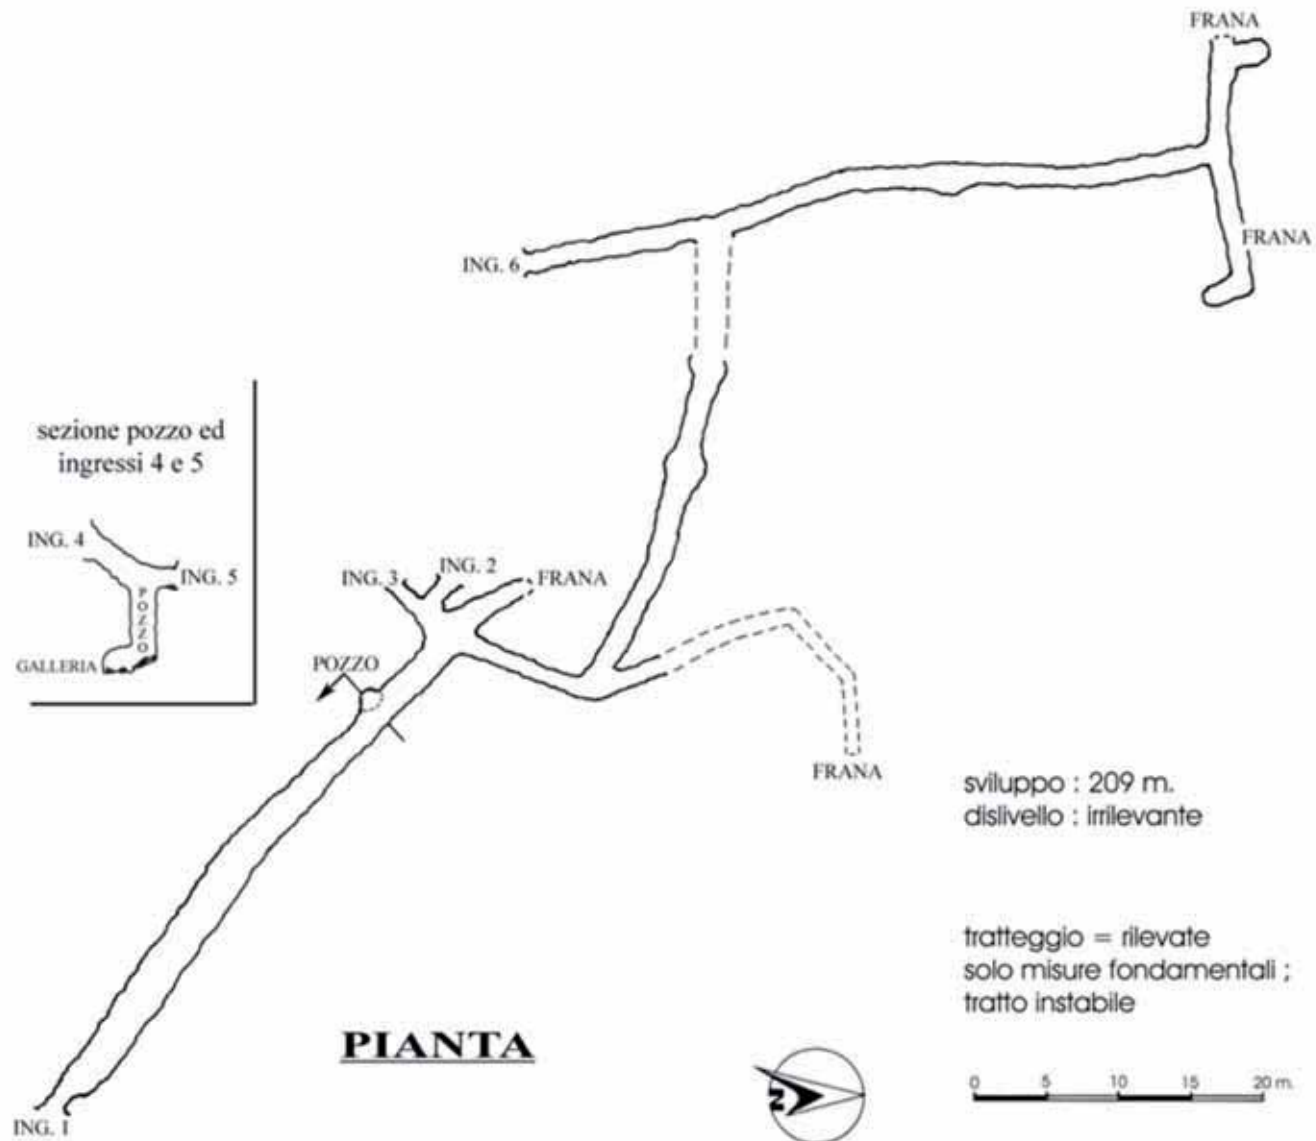 FRANA
FRANA
ING. 6
sezione pozzo ed
ingressi 4 e 5
ING. 4
ING. 5
POZZO
GALLERIA
ING. 3
ING. 2
FRANA
POZZO
FRANA
sviluppo : 209 m.
dislivello : irrilevante
tratteggio = rilevate
solo misure fondamentali ;
tratto instabile
PIANTA
N
0 5 10 15 20 m.
ING. 1